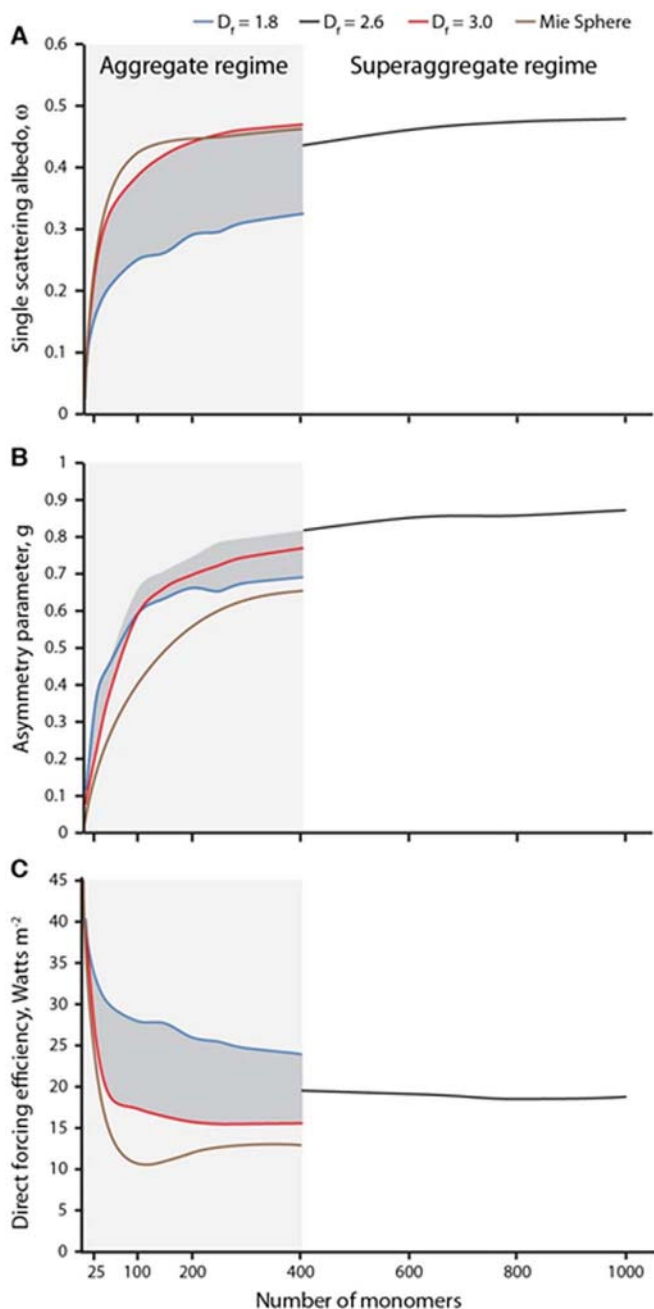 D_f = 1.8 D_f = 2.6 D_f = 3.0 Mie Sphere
A
Aggregate regime Superaggregate regime
Single scattering albedo, ω
0.6
0.5
0.4
0.3
0.2
0.1
0
B
Asymmetry parameter, g
1
0.9
0.8
0.7
0.6
0.5
0.4
0.3
0.2
0.1
0
C
Direct forcing efficiency, Watts m⁻²
45
40
35
30
25
20
15
10
5
0
25 100 200 400 600 800 1000
Number of monomers